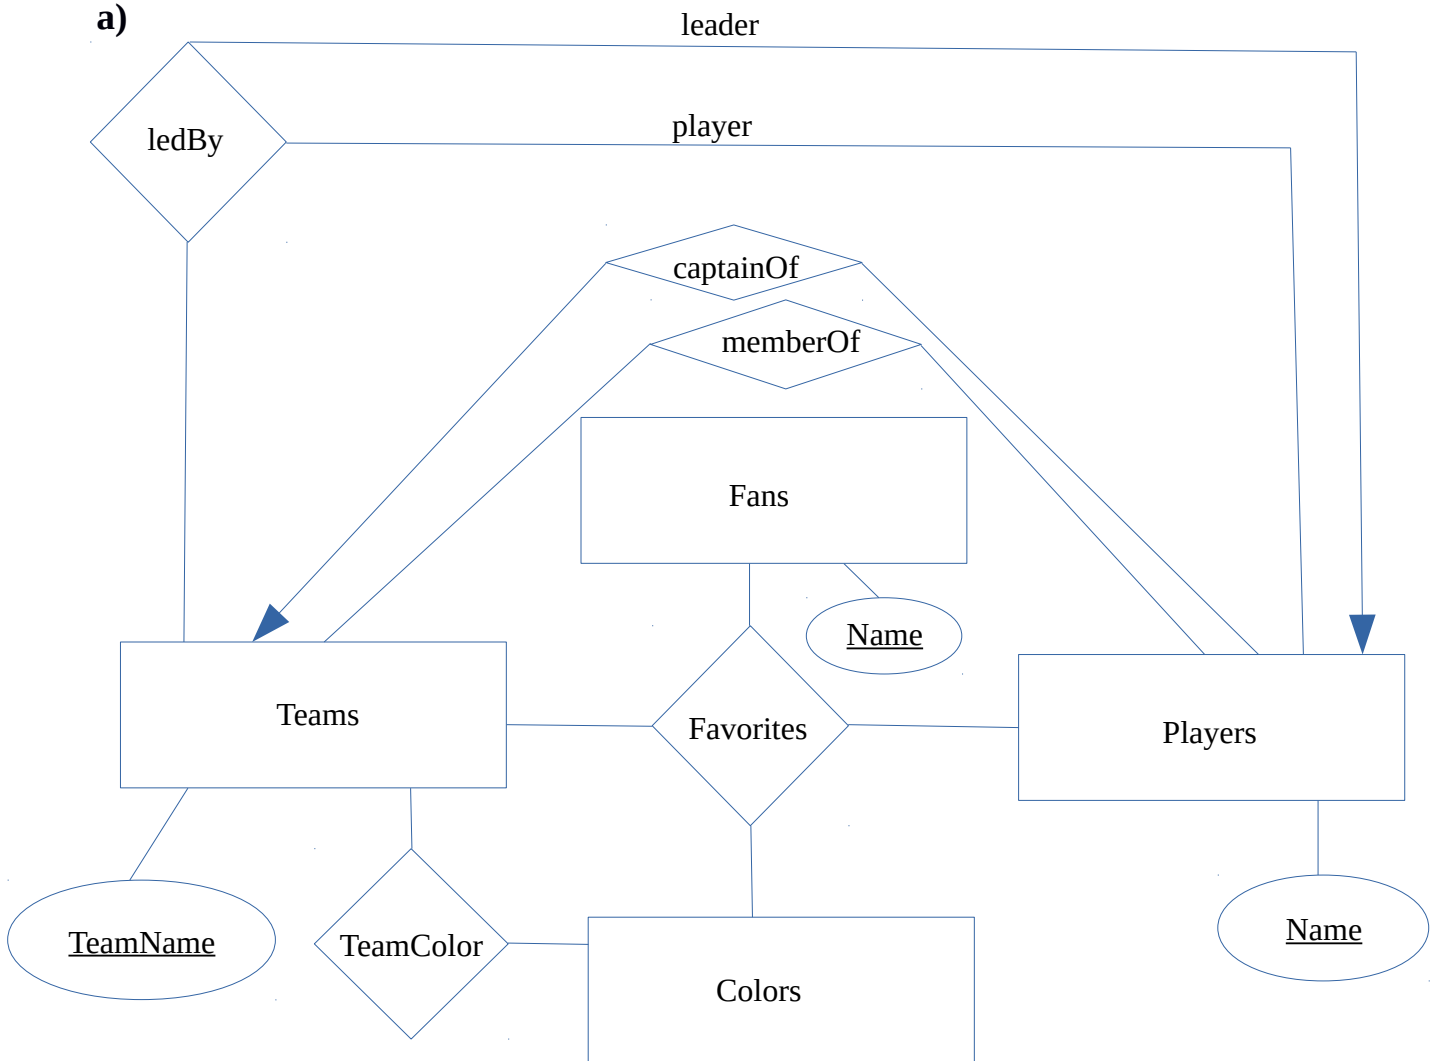 a)
leader
ledBy
player
captainOf
memberOf
Fans
Name
Teams
Favorites
Players
TeamName
TeamColor
Name
Colors